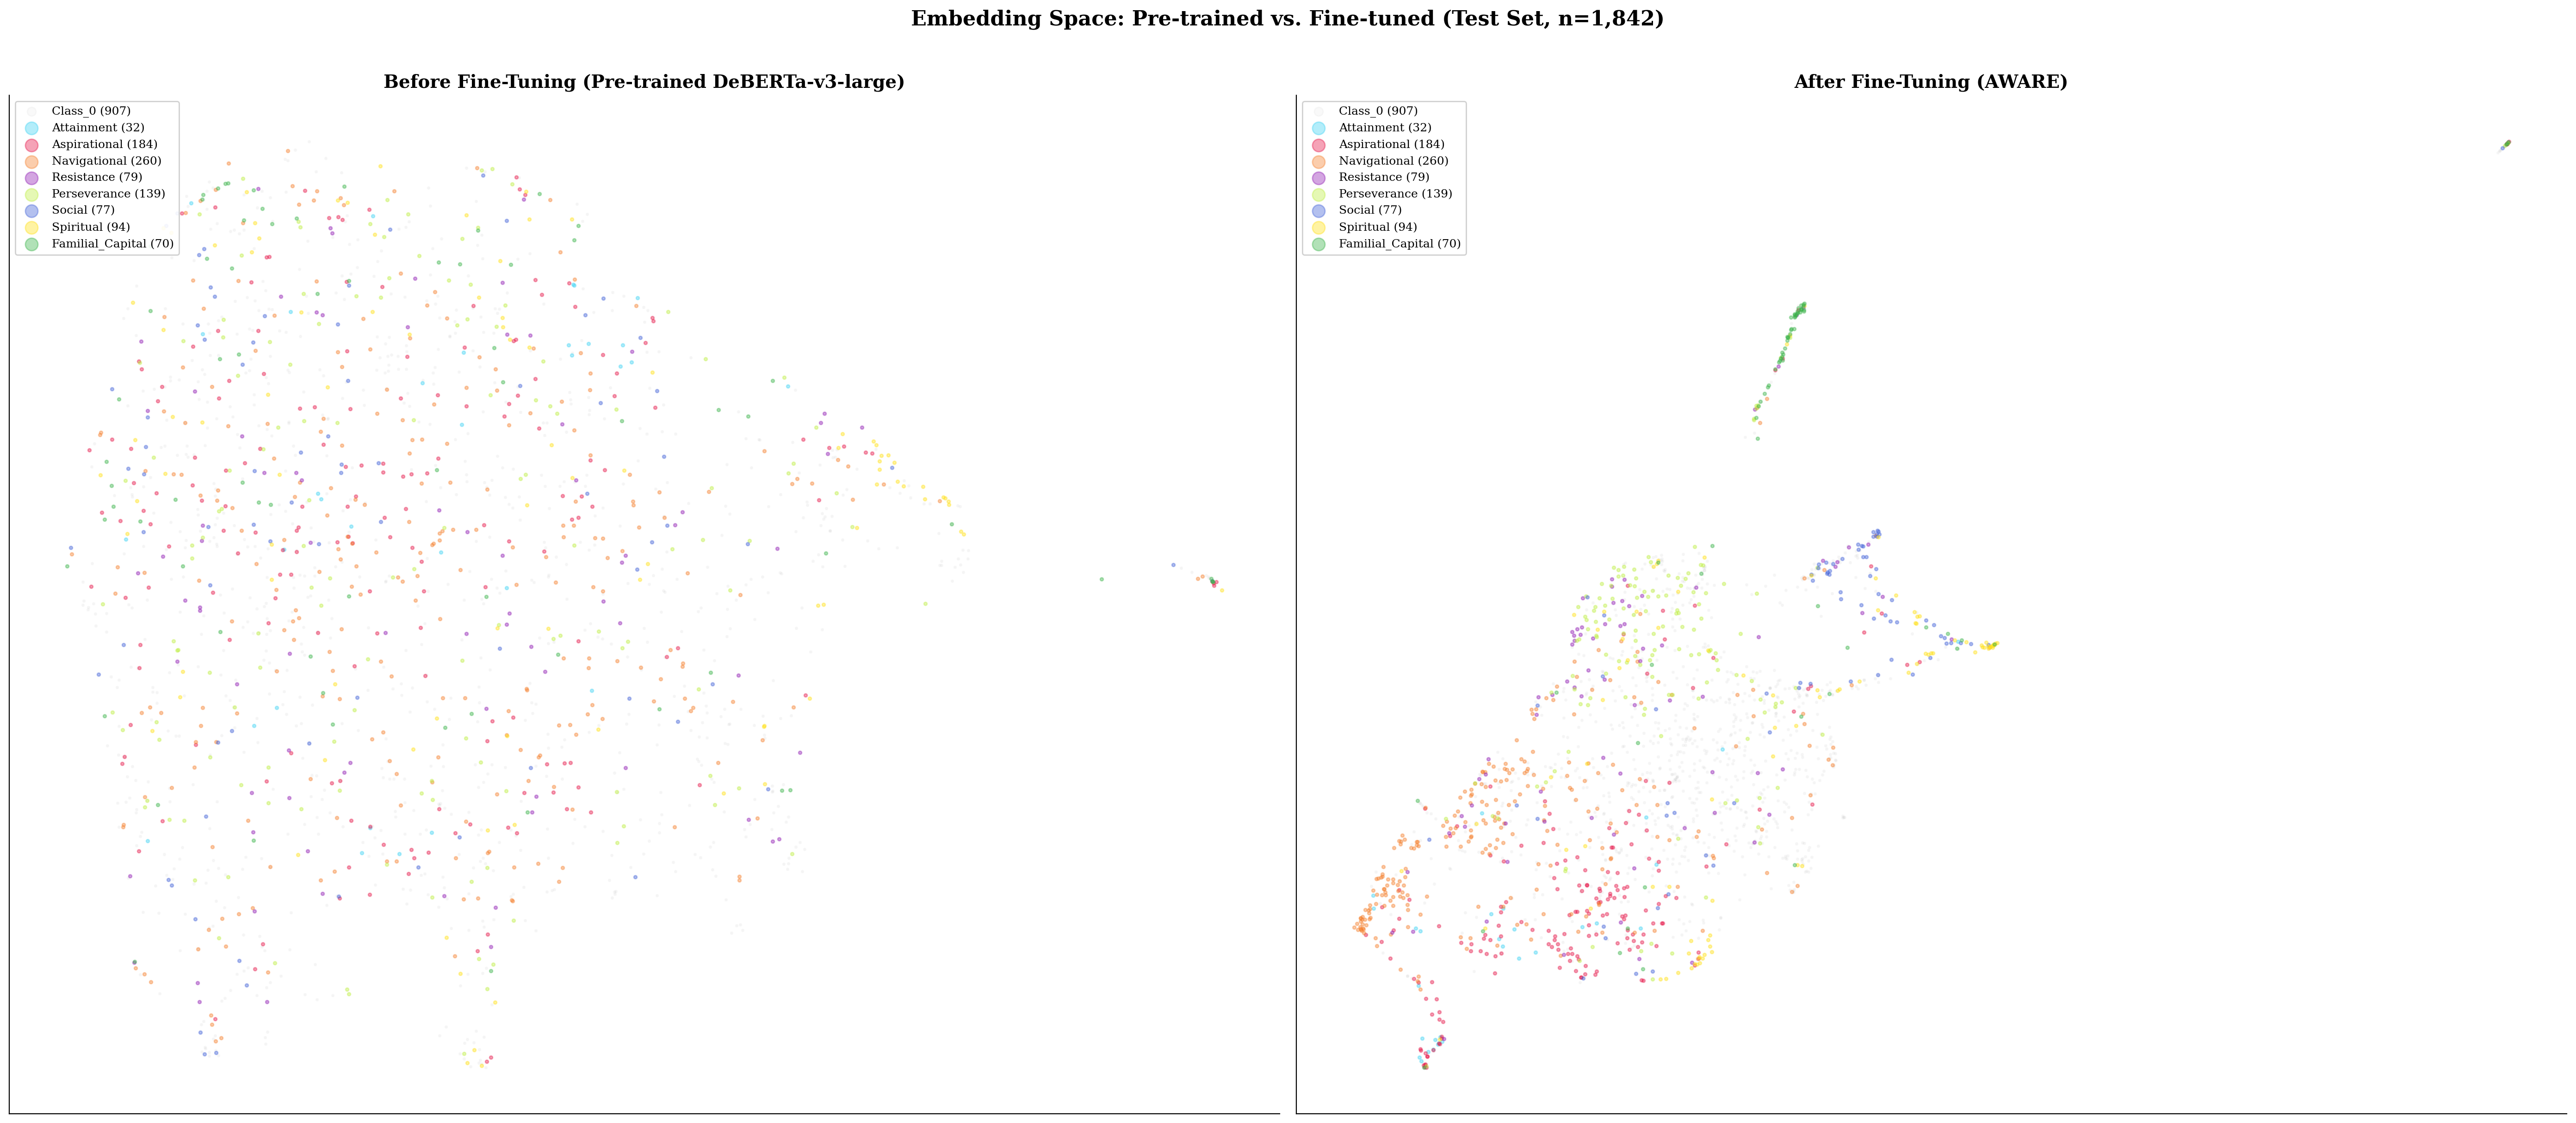 Embedding Space: Pre-trained vs. Fine-tuned (Test Set, n=1,842)
Before Fine-Tuning (Pre-trained DeBERTa-v3-large)
Class_0 (907)
Attainment (32)
Aspirational (184)
Navigational (260)
Resistance (79)
Perseverance (139)
Social (77)
Spiritual (94)
Familial_Capital (70)
After Fine-Tuning (AWARE)
Class_0 (907)
Attainment (32)
Aspirational (184)
Navigational (260)
Resistance (79)
Perseverance (139)
Social (77)
Spiritual (94)
Familial_Capital (70)